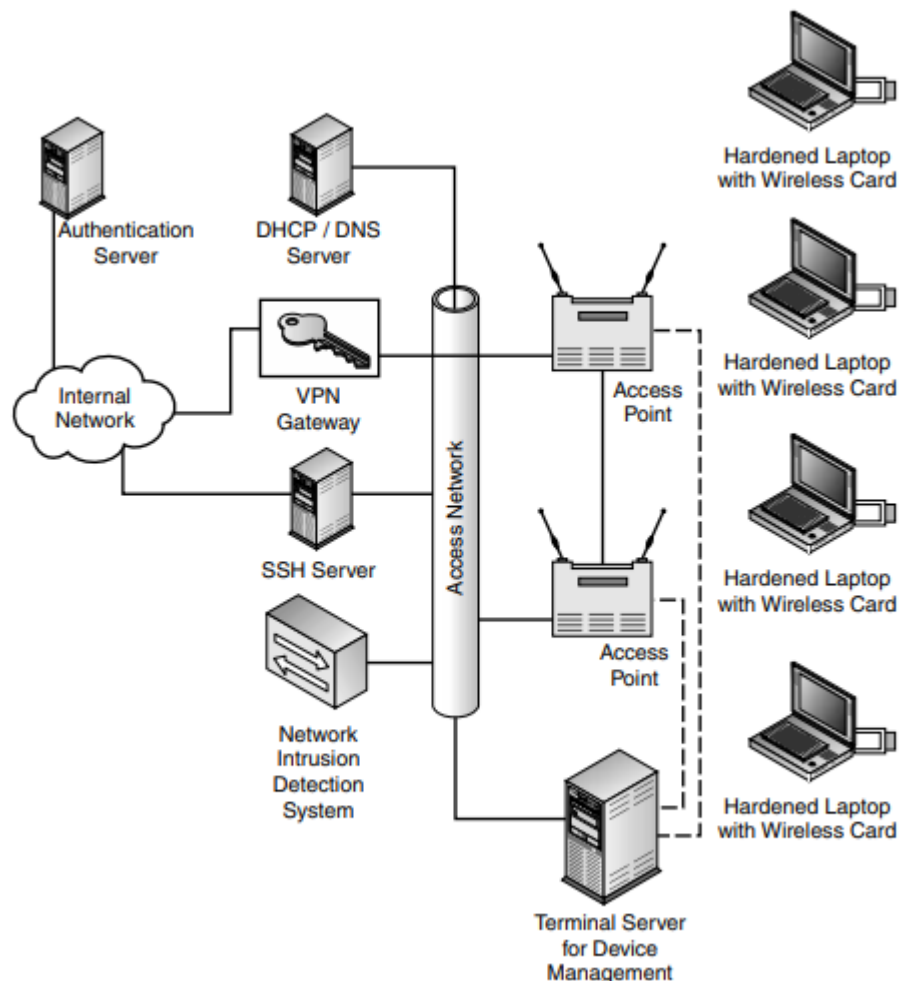 Hardened Laptop
with Wireless Card
Authentication
Server
DHCP / DNS
Server
Hardened Laptop
with Wireless Card
Internal
Network
VPN
Gateway
Access
Point
Access Network
SSH Server
Hardened Laptop
with Wireless Card
Access
Point
Network
Intrusion
Detection
System
Hardened Laptop
with Wireless Card
Terminal Server
for Device
Management